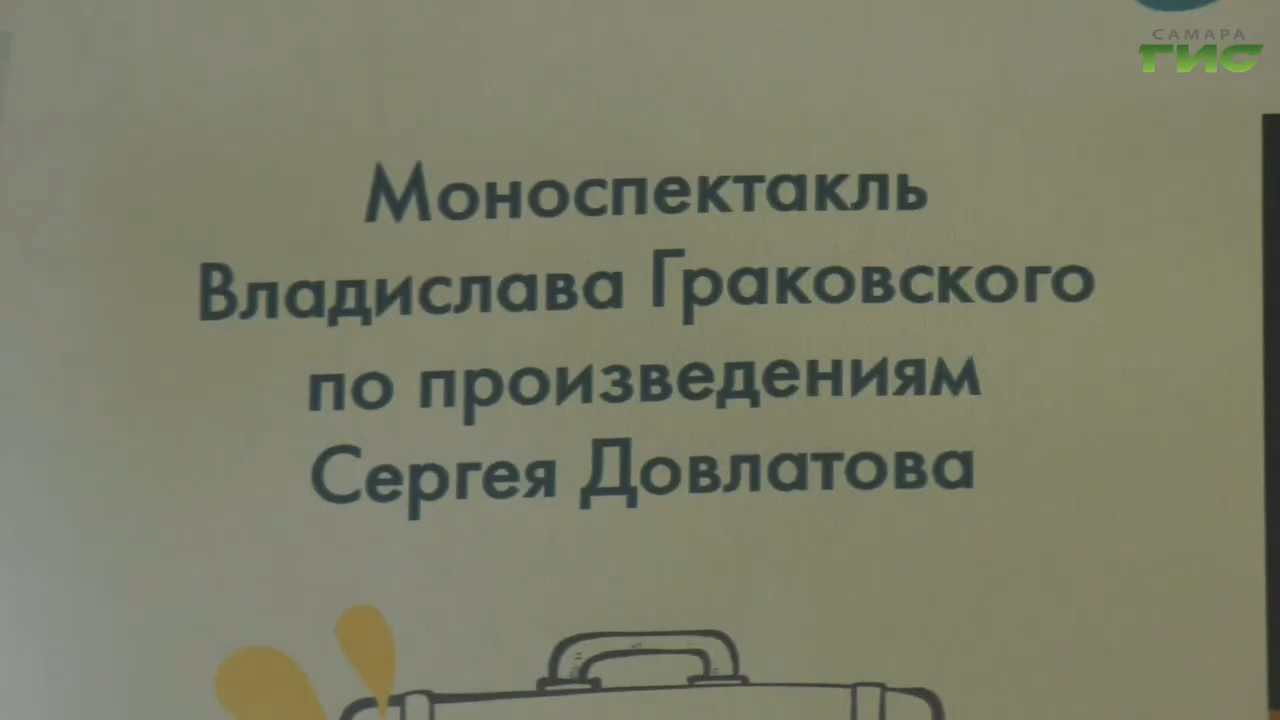 САМАРА
ГИС
Моноспектакль
Владислава Граковского
по произведениям
Сергея Довлатова